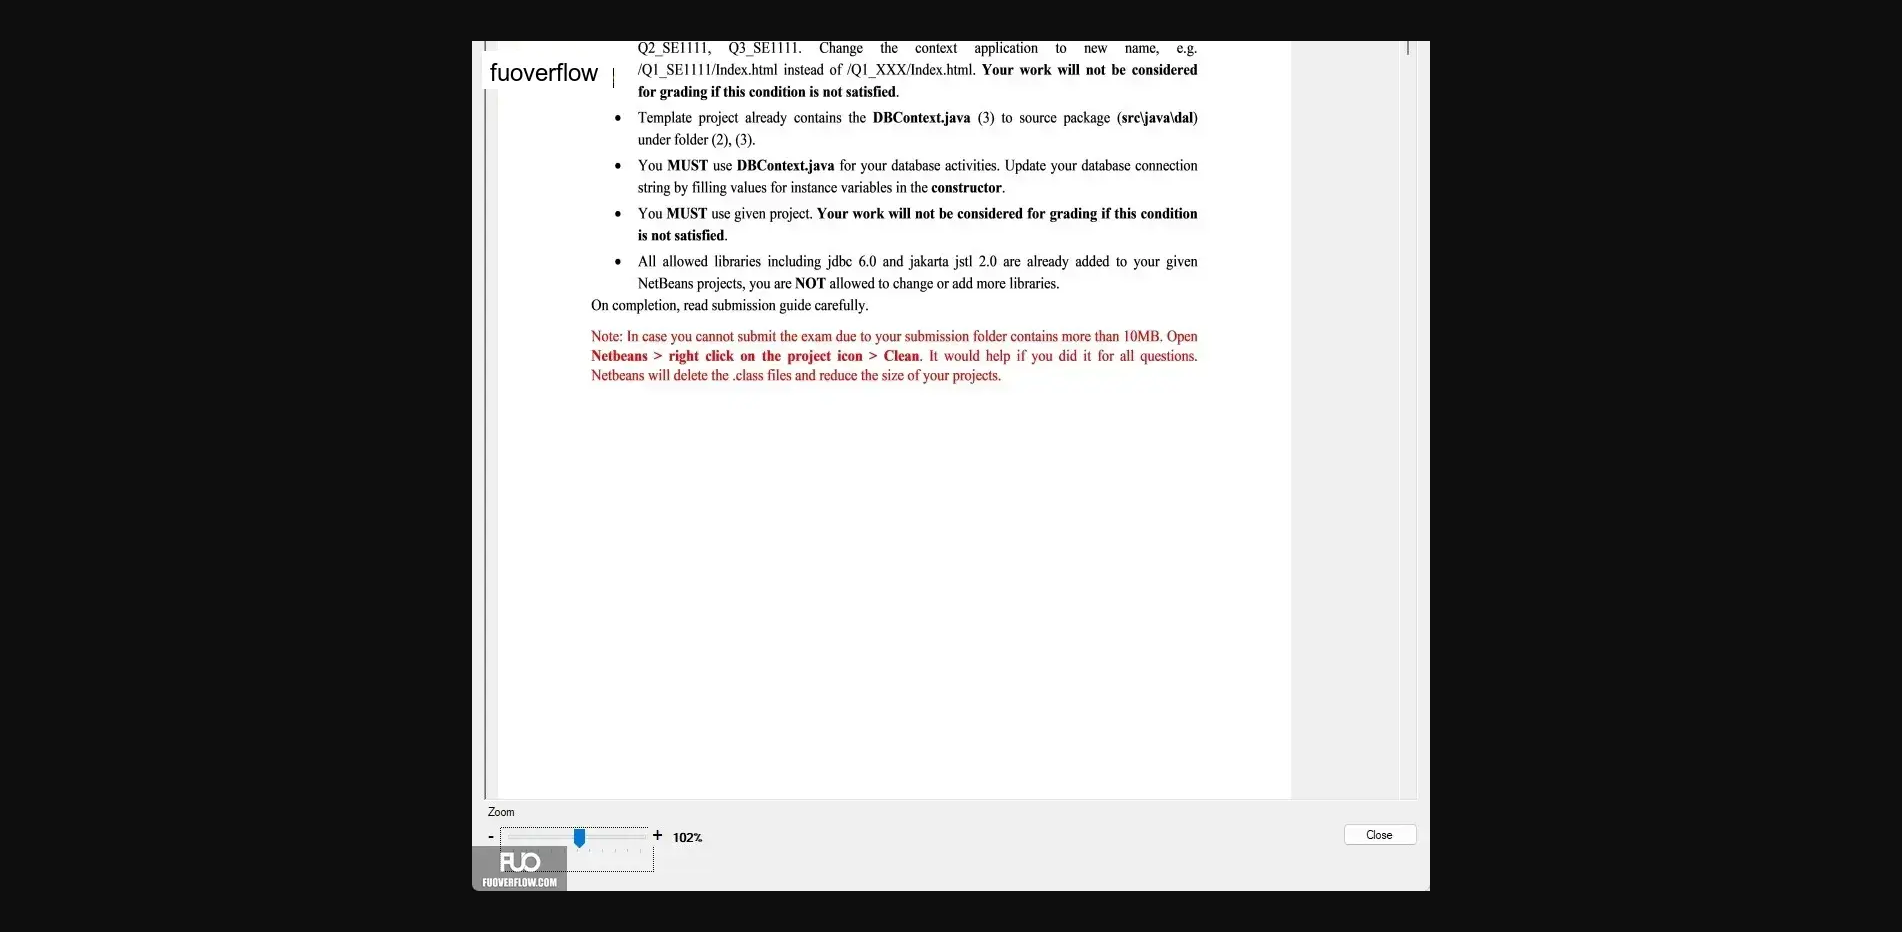 Q2_SE1111, Q3_SE1111. Change the context application to new name, e.g.
fuoverflow
/Q1_SE1111/Index.html instead of /Q1_XXX/Index.html. Your work will not be considered
for grading if this condition is not satisfied.
• Template project already contains the DBContext.java (3) to source package (src\java\dal)
under folder (2), (3).
• You MUST use DBContext.java for your database activities. Update your database connection
string by filling values for instance variables in the constructor.
• You MUST use given project. Your work will not be considered for grading if this condition
is not satisfied.
• All allowed libraries including jdbc 6.0 and jakarta jstl 2.0 are already added to your given
NetBeans projects, you are NOT allowed to change or add more libraries.
On completion, read submission guide carefully.
Note: In case you cannot submit the exam due to your submission folder contains more than 10MB. Open
Netbeans > right click on the project icon > Clean. It would help if you did it for all questions.
Netbeans will delete the .class files and reduce the size of your projects.
Zoom
- + 102%
Close
FUO
FUOVERFLOW.COM